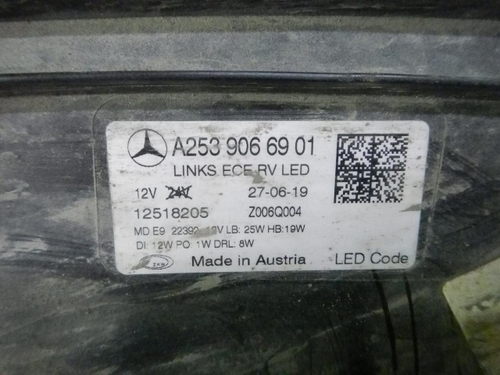 A253 906 69 01
LINKS ECE RV LED
12V 24V 27-06-19
12518205 Z006Q004
MD E9 22392 12V LB: 25W HB: 19W
DI: 12W PO: 1W DRL: 8W
ZKW Made in Austria LED Code